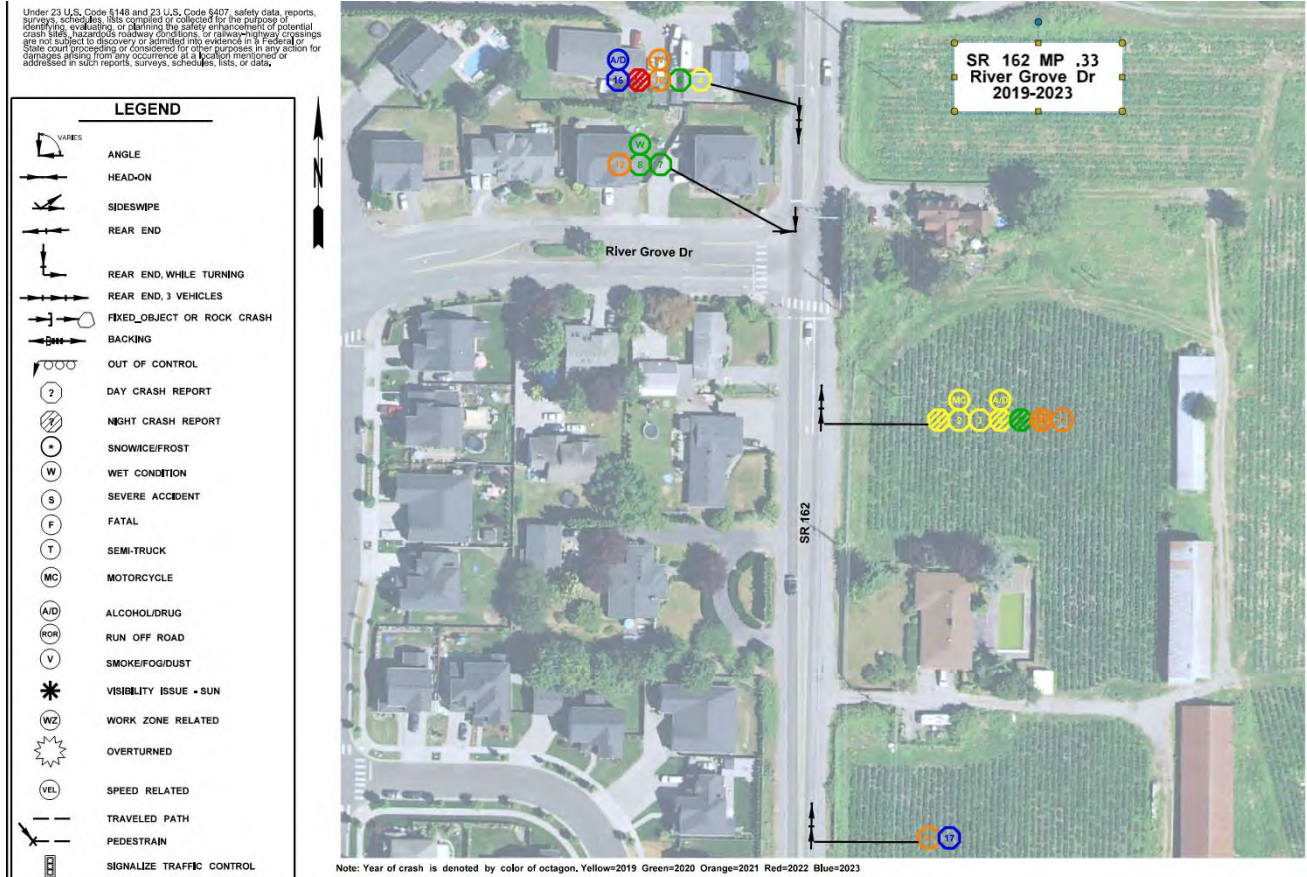 Under 23 U.S. Code §148 and 23 U.S. Code §407, safety data, reports,
surveys, schedules, lists compiled or collected for the purpose of
identifying, evaluating, or planning the safety enhancement of potential
crash sites, hazardous roadway conditions, or railway-highway crossings
are not subject to discovery or admitted into evidence in a Federal or
State court proceeding or considered for other purposes in any action for
damages arising from any occurrence at a location mentioned or
addressed in such reports, surveys, schedules, lists, or data.
LEGEND
VARIES
ANGLE
HEAD-ON
SIDESWIPE
REAR END
REAR END, WHILE TURNING
REAR END, 3 VEHICLES
FIXED_OBJECT OR ROCK CRASH
B
BACKING
OUT OF CONTROL
? DAY CRASH REPORT
? NIGHT CRASH REPORT
* SNOW/ICE/FROST
W WET CONDITION
S SEVERE ACCIDENT
F FATAL
T SEMI-TRUCK
MC MOTORCYCLE
A/D ALCOHOL/DRUG
ROR RUN OFF ROAD
V SMOKE/FOG/DUST
VISIBILITY ISSUE - SUN
WZ WORK ZONE RELATED
OVERTURNED
VEL SPEED RELATED
TRAVELED PATH
PEDESTRAIN
SIGNALIZE TRAFFIC CONTROL
N
SR 162 MP .33
River Grove Dr
2019-2023
A/D
16
W
12 8 7
River Grove Dr
MC A/D
2 3
SR 162
17
Note: Year of crash is denoted by color of octagon. Yellow=2019 Green=2020 Orange=2021 Red=2022 Blue=2023